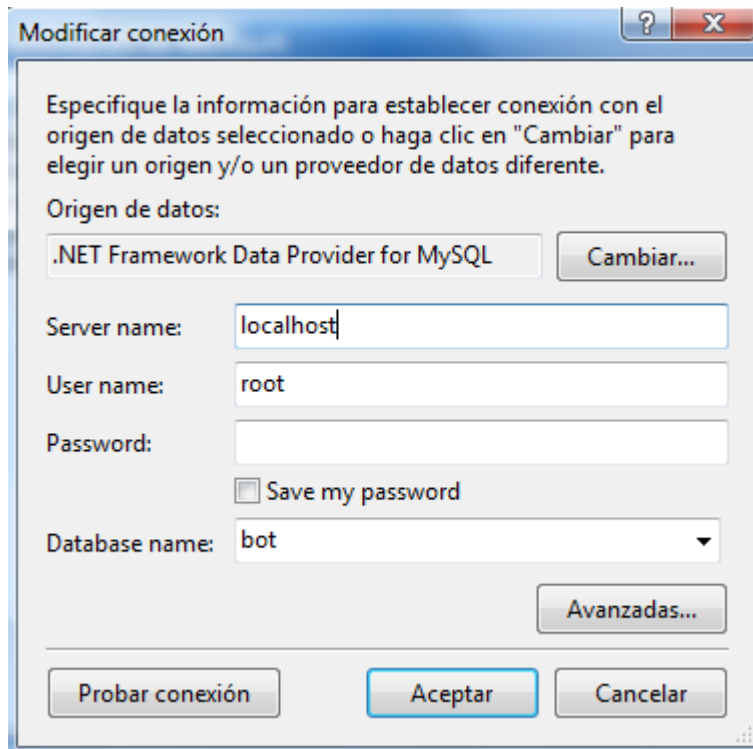 Modificar conexión
Especifique la información para establecer conexión con el
origen de datos seleccionado o haga clic en "Cambiar" para
elegir un origen y/o un proveedor de datos diferente.
Origen de datos:
.NET Framework Data Provider for MySQL
Cambiar...
Server name:
localhost
User name:
root
Password:
Save my password
Database name:
bot
Avanzadas...
Probar conexión
Aceptar
Cancelar